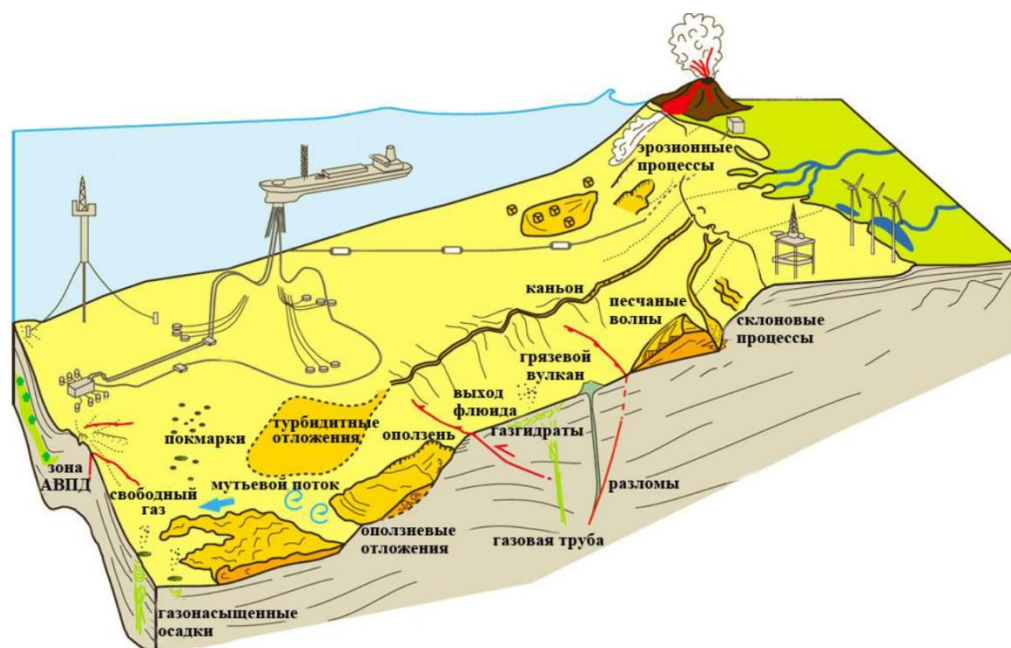 эрозионные
процессы
каньон
песчаные
волны
склоновые
процессы
грязевой
вулкан
выход
флюида
газгидраты
турбидитные
отложения
оползень
покмарки
зона
АВПД
свободный
газ
мутьевой поток
разломы
оползневые
отложения
газовая труба
газонасыщенные
осадки